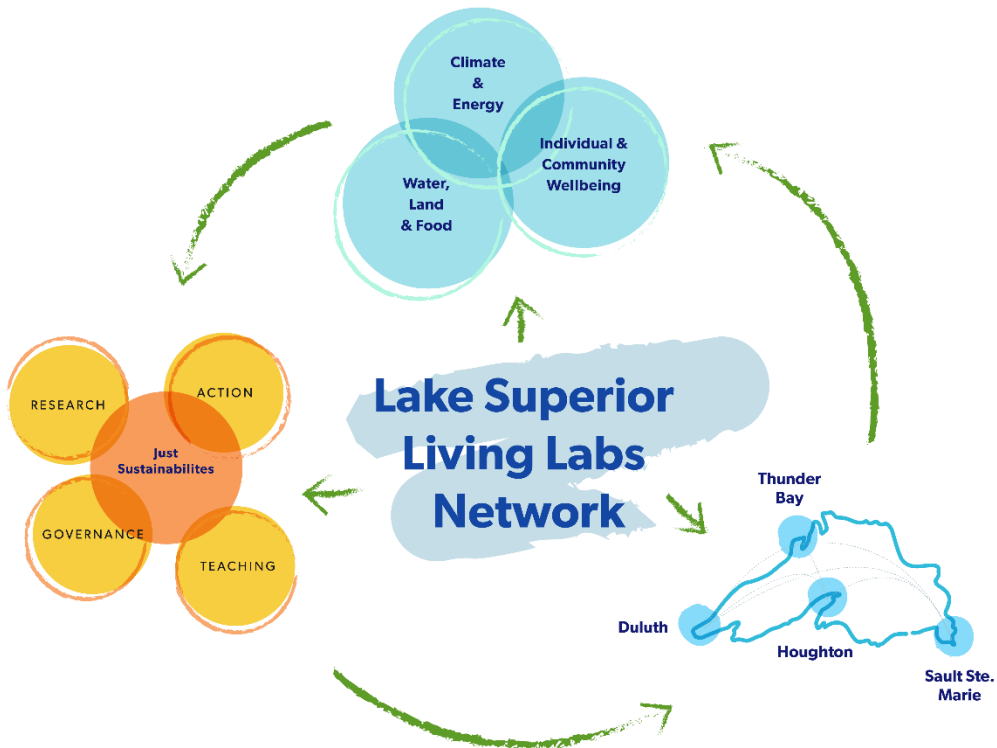 Climate
&
Energy
Individual &
Community
Wellbeing
Water,
Land
& Food
RESEARCH
ACTION
Just
Sustainabilites
GOVERNANCE
TEACHING
Lake Superior
Living Labs
Network
Thunder
Bay
Duluth
Houghton
Sault Ste.
Marie